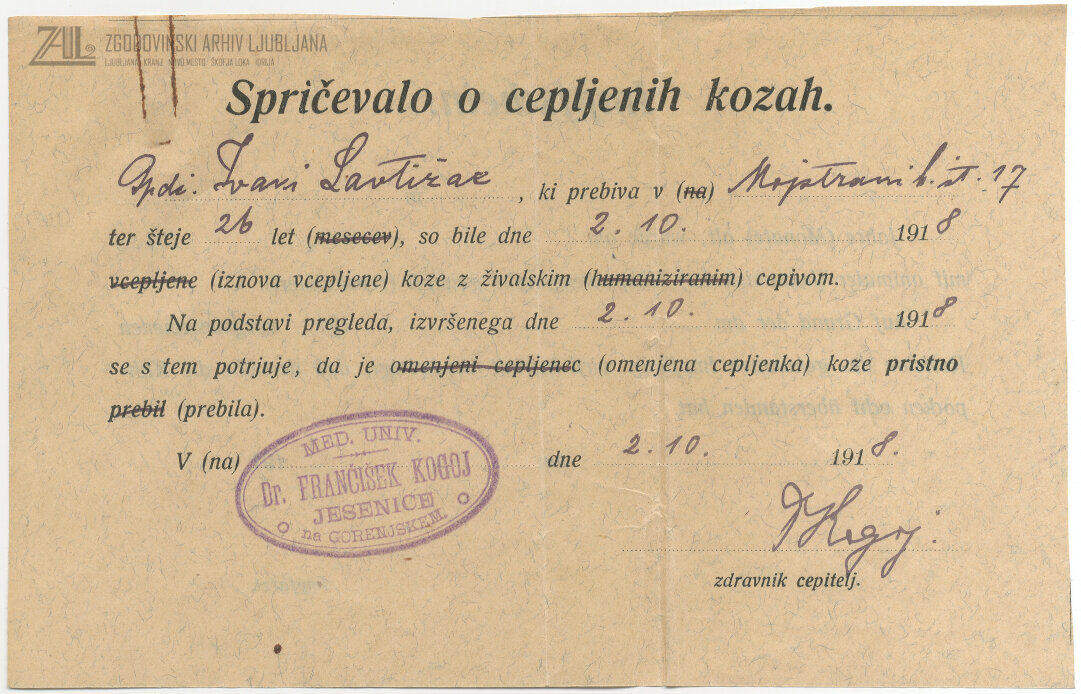 ZAL ZGODOVINSKI ARHIV LJUBLJANA
LJUBLJANA KRANJ NOVO MESTO ŠKOFJA LOKA IDRIJA
Spričevalo o cepljenih kozah.
Gpdč. Ivani Lavtižar, ki prebiva v (na) Mojstrani h. št. 17
ter šteje 26 let (mesecev), so bile dne 2. 10. 1918
vcepljene (iznova vcepljene) koze z živalskim (humaniziranim) cepivom.
Na podstavi pregleda, izvršenega dne 2. 10. 1918
se s tem potrjuje, da je omenjeni cepljenec (omenjena cepljenka) koze pristno
prebil (prebila).
V (na) dne 2. 10. 1918.
MED. UNIV.
Dr. FRANČIŠEK KOGOJ
JESENICE
na GORENJSKEM.
FKogoj.
zdravnik cepitelj.